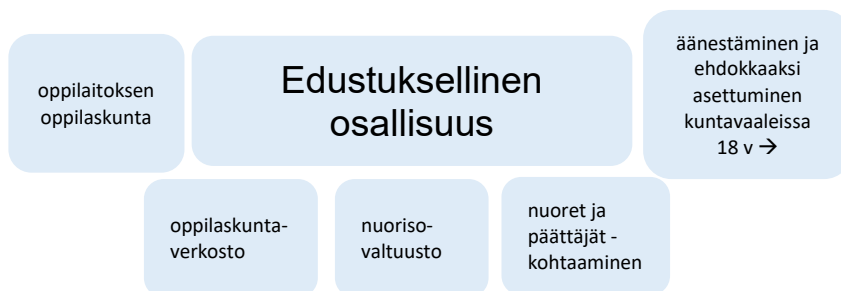 oppilaitoksen
oppilaskunta
Edustuksellinen
osallisuus
äänestäminen ja
ehdokkaaksi
asettuminen
kuntavaaleissa
18 v →
oppilaskunta-
verkosto
nuoriso-
valtuusto
nuoret ja
päättäjät -
kohtaaminen